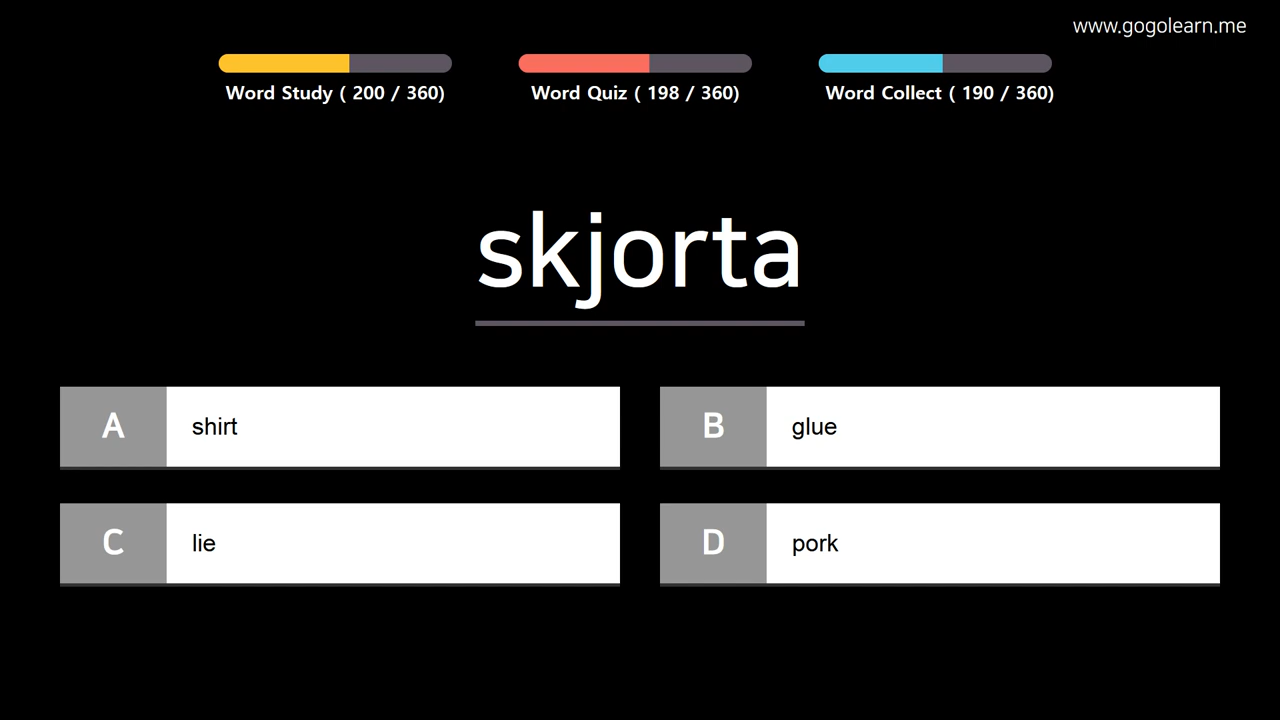 www.gogolearn.me
Word Study ( 200 / 360)
Word Quiz ( 198 / 360)
Word Collect ( 190 / 360)
skjorta
A shirt
B glue
C lie
D pork